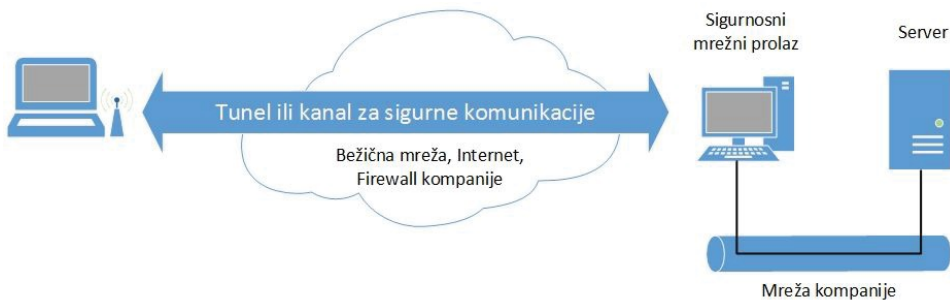 Sigurnosni
mrežni prolaz
Server
Tunel ili kanal za sigurne komunikacije
Bežična mreža, Internet,
Firewall kompanije
Mreža kompanije